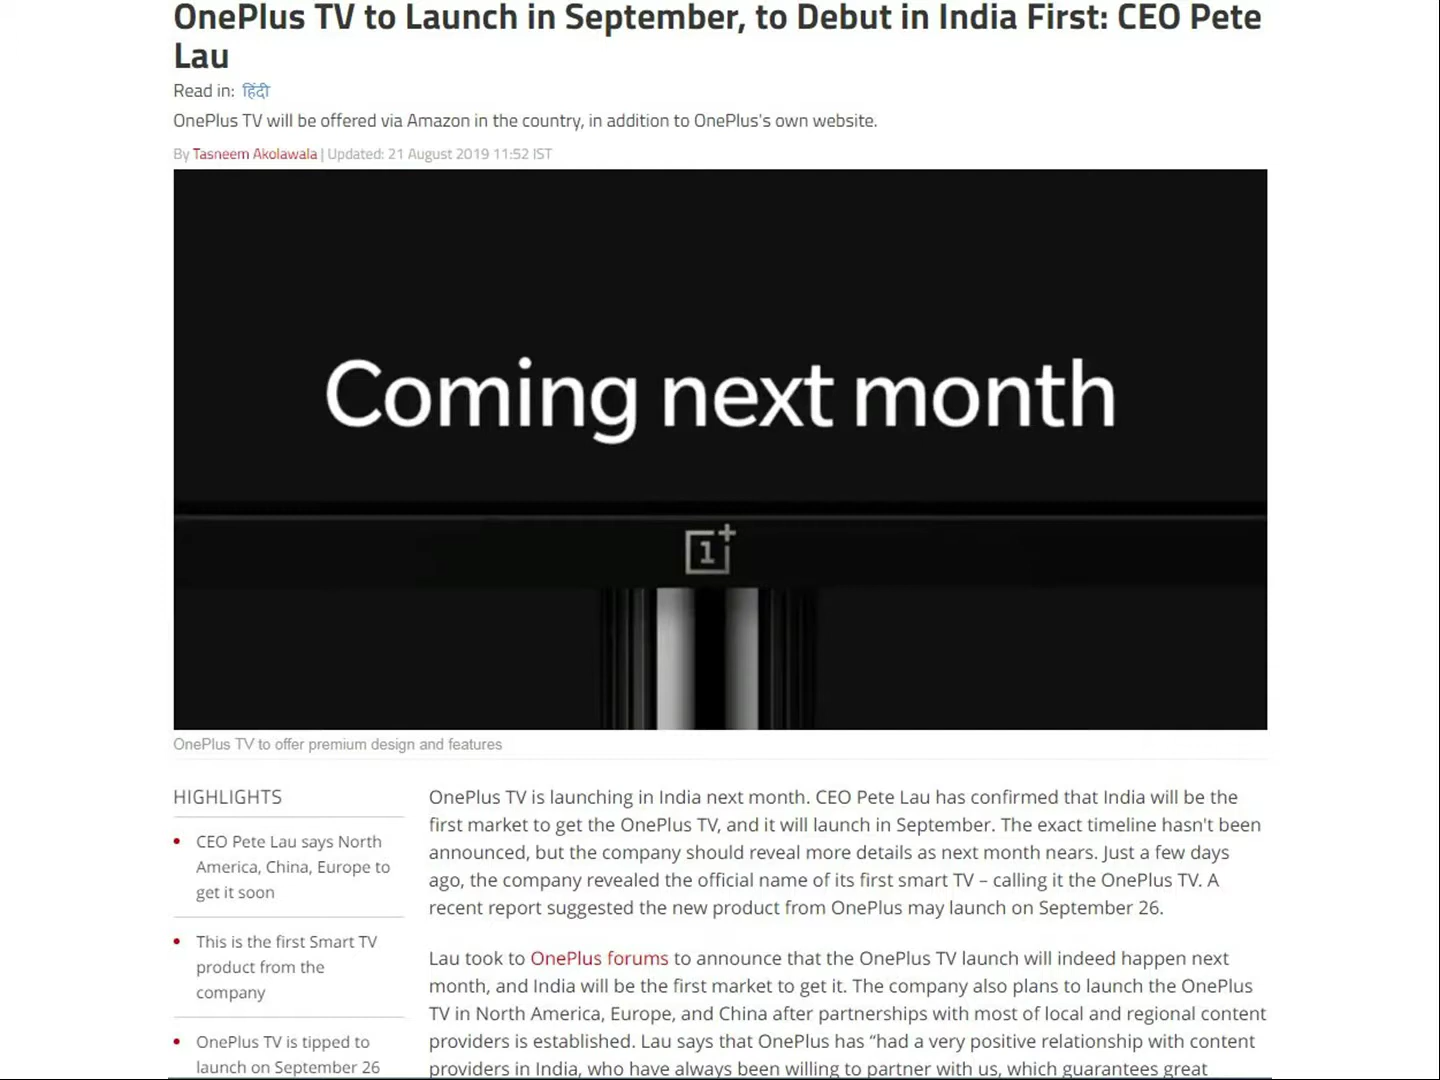 OnePlus TV to Launch in September, to Debut in India First: CEO Pete
Lau
Read in: हिंदी
OnePlus TV will be offered via Amazon in the country, in addition to OnePlus's own website.
By Tasneem Akolawala | Updated: 21 August 2019 11:52 IST
Coming next month
1+
OnePlus TV to offer premium design and features
HIGHLIGHTS
CEO Pete Lau says North
America, China, Europe to
get it soon
This is the first Smart TV
product from the
company
OnePlus TV is tipped to
launch on September 26
OnePlus TV is launching in India next month. CEO Pete Lau has confirmed that India will be the
first market to get the OnePlus TV, and it will launch in September. The exact timeline hasn't been
announced, but the company should reveal more details as next month nears. Just a few days
ago, the company revealed the official name of its first smart TV – calling it the OnePlus TV. A
recent report suggested the new product from OnePlus may launch on September 26.
Lau took to OnePlus forums to announce that the OnePlus TV launch will indeed happen next
month, and India will be the first market to get it. The company also plans to launch the OnePlus
TV in North America, Europe, and China after partnerships with most of local and regional content
providers is established. Lau says that OnePlus has “had a very positive relationship with content
providers in India, who have always been willing to partner with us, which guarantees great